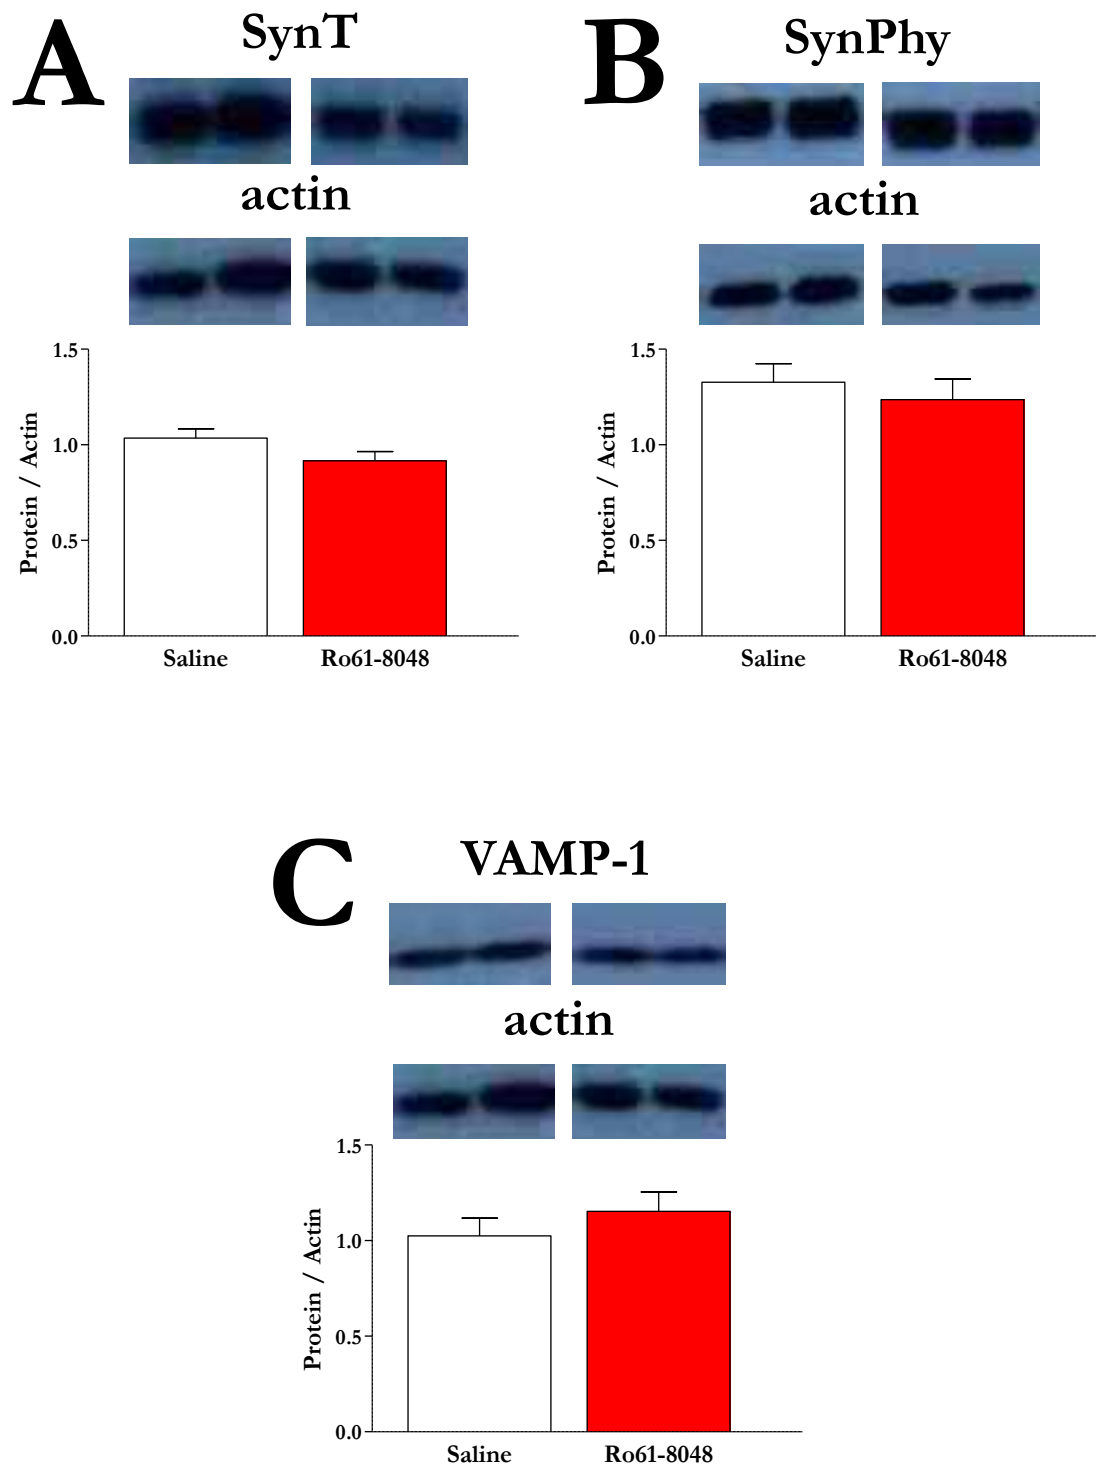 A
SynT
actin
1.5
1.0
0.5
0.0
Protein / Actin
Saline
Ro61-8048
B
SynPhy
actin
1.5
1.0
0.5
0.0
Protein / Actin
Saline
Ro61-8048
C
VAMP-1
actin
1.5
1.0
0.5
0.0
Protein / Actin
Saline
Ro61-8048